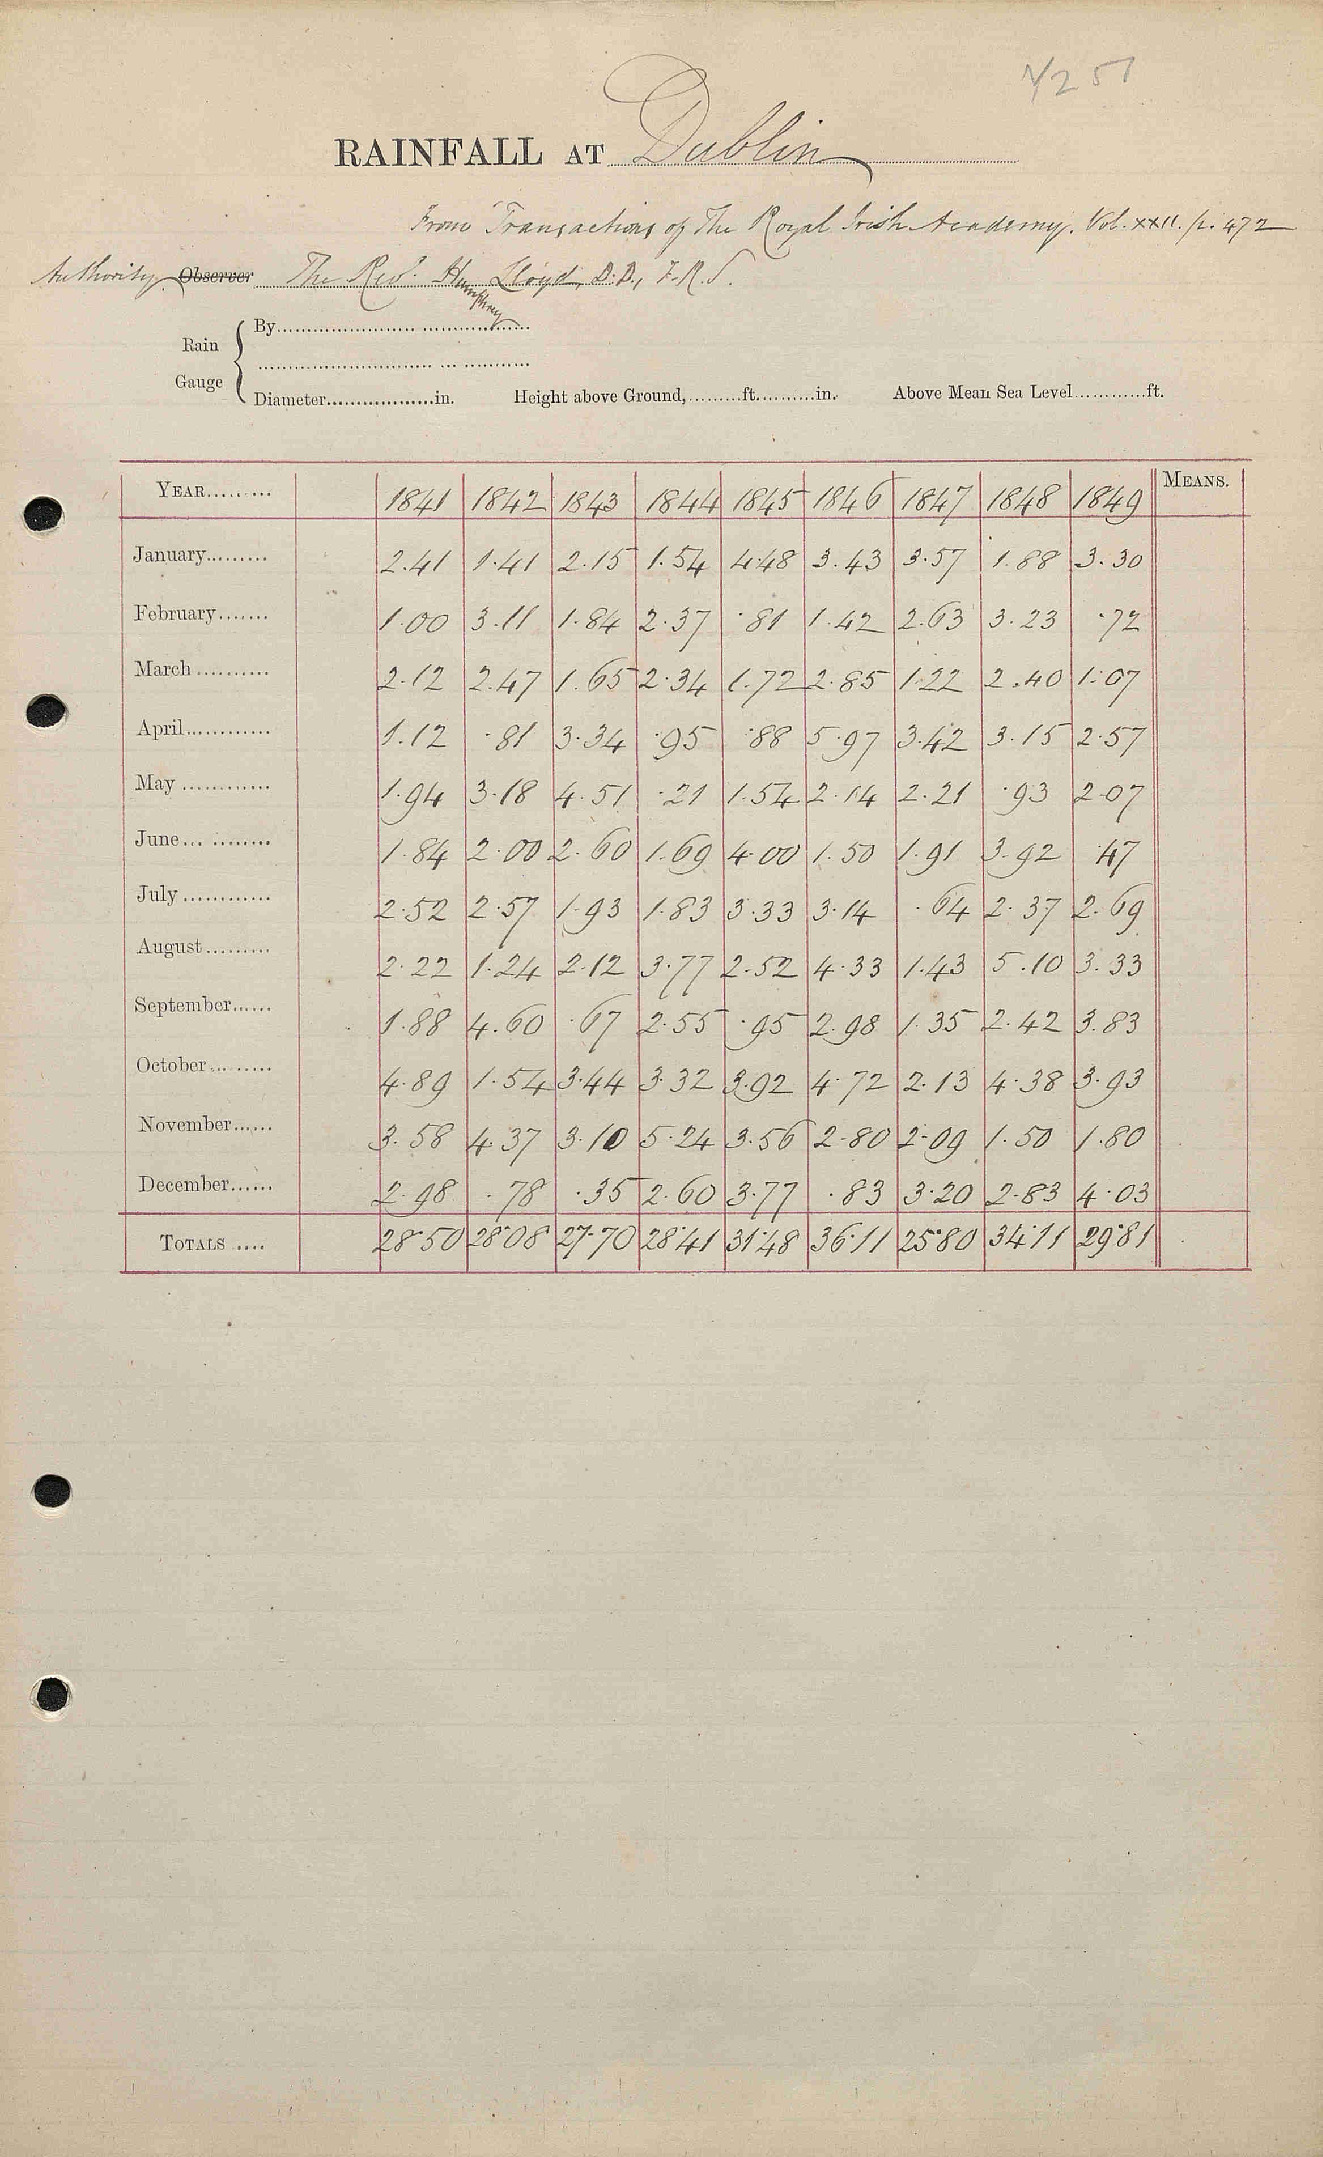 V251
RAINFALL AT Dublin
From Transactions of The Royal Irish Academy. Vol. XXII. p. 472
Authority Observer The Revd. Humphrey Lloyd, D.D., F.R.S.
Rain Gauge
By
Diameter in. Height above Ground, ft. in. Above Mean Sea Level ft.
YEAR 1841 1842 1843 1844 1845 1846 1847 1848 1849 MEANS.
January 2.41 1.41 2.15 1.54 4.48 3.43 3.57 1.88 3.30
February 1.00 3.11 1.84 2.37 .81 1.42 2.63 3.23 .72
March 2.12 2.47 1.65 2.34 1.72 2.85 1.22 2.40 1.07
April 1.12 .81 3.34 .95 .88 5.97 3.42 3.15 2.57
May 1.94 3.18 4.51 .21 1.54 2.14 2.21 .93 2.07
June 1.84 2.00 2.60 1.69 4.00 1.50 1.91 3.92 .47
July 2.52 2.57 1.93 1.83 3.33 3.14 .64 2.37 2.69
August 2.22 1.24 2.12 3.77 2.52 4.33 1.43 5.10 3.33
September 1.88 4.60 .67 2.55 .95 2.98 1.35 2.42 3.83
October 4.89 1.54 3.44 3.32 3.92 4.72 2.13 4.38 3.93
November 3.58 4.37 3.10 5.24 3.56 2.80 2.09 1.50 1.80
December 2.98 .78 .35 2.60 3.77 .83 3.20 2.83 4.03
TOTALS 28.50 28.08 27.70 28.41 31.48 36.11 25.80 34.11 29.81